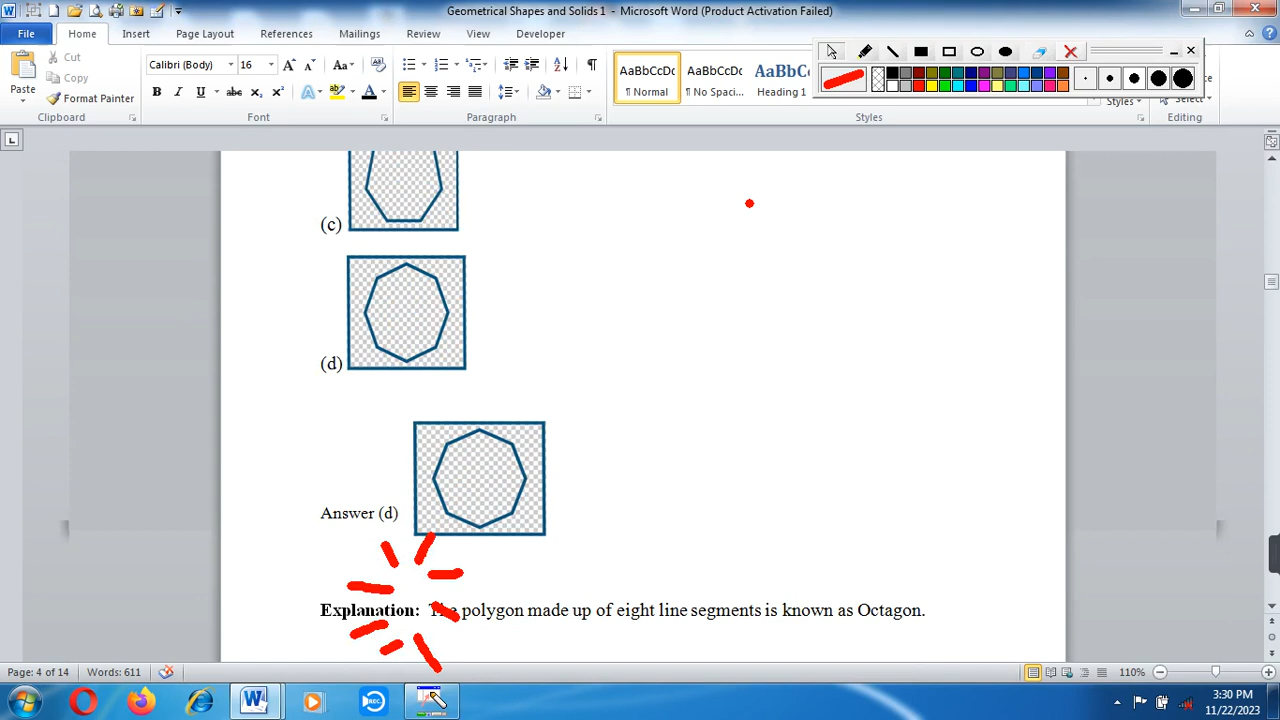 Geometrical Shapes and Solids 1 - Microsoft Word (Product Activation Failed)
File Home Insert Page Layout References Mailings Review View Developer
Paste
Cut
Copy
Format Painter
Clipboard
Calibri (Body) 16
Font
Paragraph
AaBbCcDc AaBbCcDc AaBbC
¶ Normal ¶ No Spaci... Heading 1
Styles
Styles
Editing
(c)
(d)
Answer (d)
Explanation: The polygon made up of eight line segments is known as Octagon.
Page: 4 of 14 Words: 611
110%
REC
3:30 PM
11/22/2023